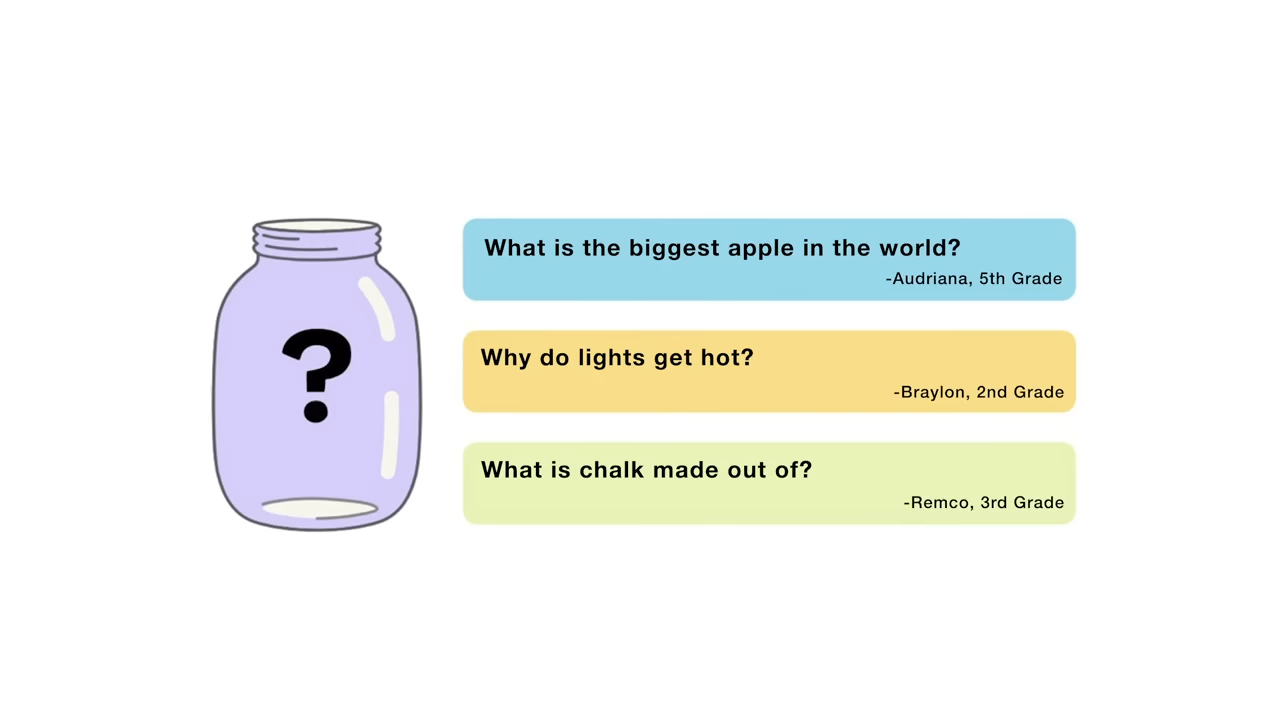 ?
What is the biggest apple in the world?
-Audriana, 5th Grade
Why do lights get hot?
-Braylon, 2nd Grade
What is chalk made out of?
-Remco, 3rd Grade